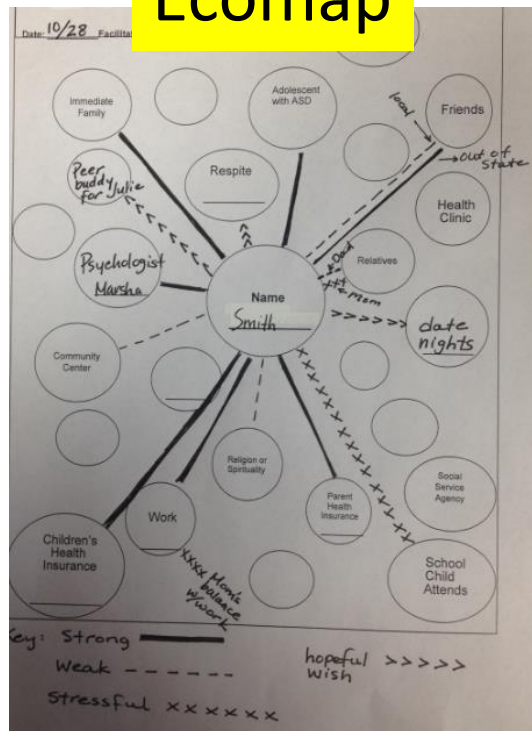 Ecomap
Date: 10/28 Facilita
Immediate
Family
Adolescent
with ASD
Friends
local
out of
State
Peer
buddy
for Julie
Respite
Health
Clinic
Psychologist
Marsha
Relatives
Dad
Mom
Name
Smith
date
nights
Community
Center
Religion or
Spirituality
Social
Service
Agency
Work
Parent
Health
Insurance
Children's
Health
Insurance
Mom's
balance
w/work
School
Child
Attends
Key: Strong
Weak
Stressful xxxxxx
hopeful >>>>>
wish